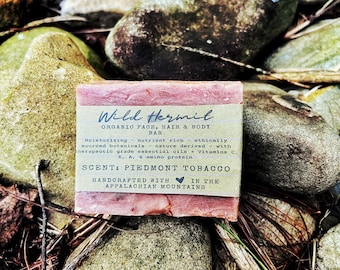 Wild Hermit
ORGANIC FACE, HAIR & BODY
BAR
Moisturizing - nutrient rich - ethically
sourced botanicals - nature derived - with
therapeutic grade essential oils + Vitamins C,
E, A, & amino protein
SCENT: PIEDMONT TOBACCO
HANDCRAFTED WITH ♥ IN THE
APPALACHIAN MOUNTAINS